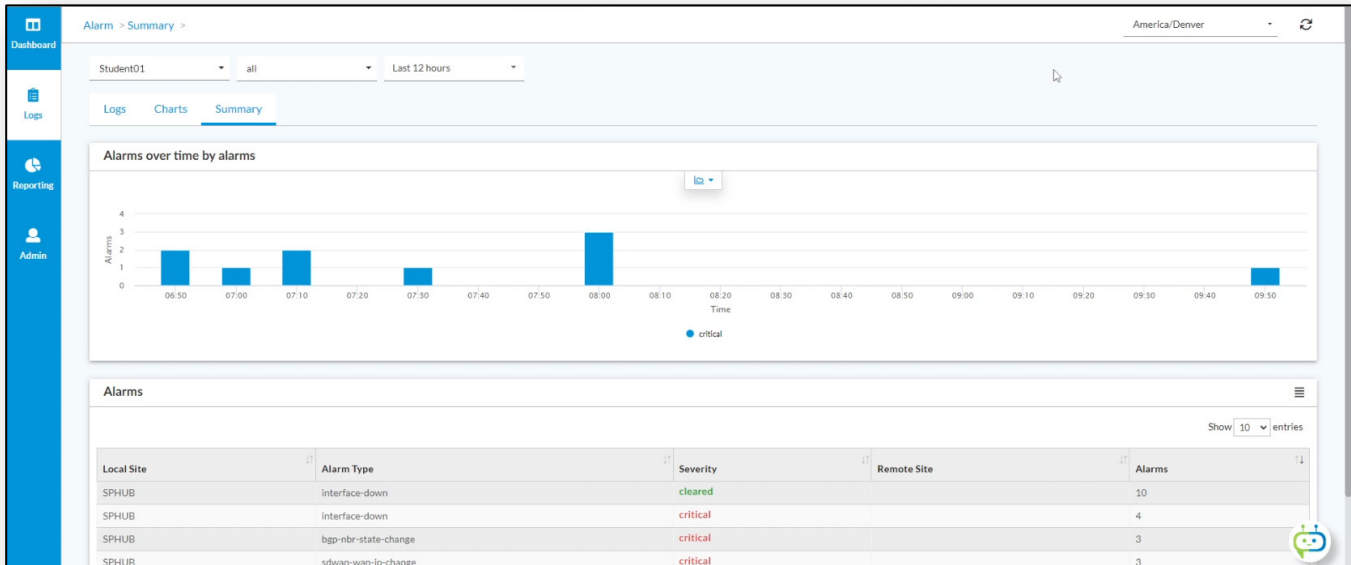 Dashboard
Logs
Reporting
Admin
Alarm > Summary >
America/Denver
Student01
all
Last 12 hours
Logs Charts Summary
Alarms over time by alarms
Alarms
4
3
2
1
0
06:50 07:00 07:10 07:20 07:30 07:40 07:50 08:00 08:10 08:20 08:30 08:40 08:50 09:00 09:10 09:20 09:30 09:40 09:50
Time
critical
Alarms
Show 10 entries
Local Site Alarm Type Severity Remote Site Alarms
SPHUB interface-down cleared 10
SPHUB interface-down critical 4
SPHUB bgp-nbr-state-change critical 3
SPHUB sdwan-wan-ip-change critical 3